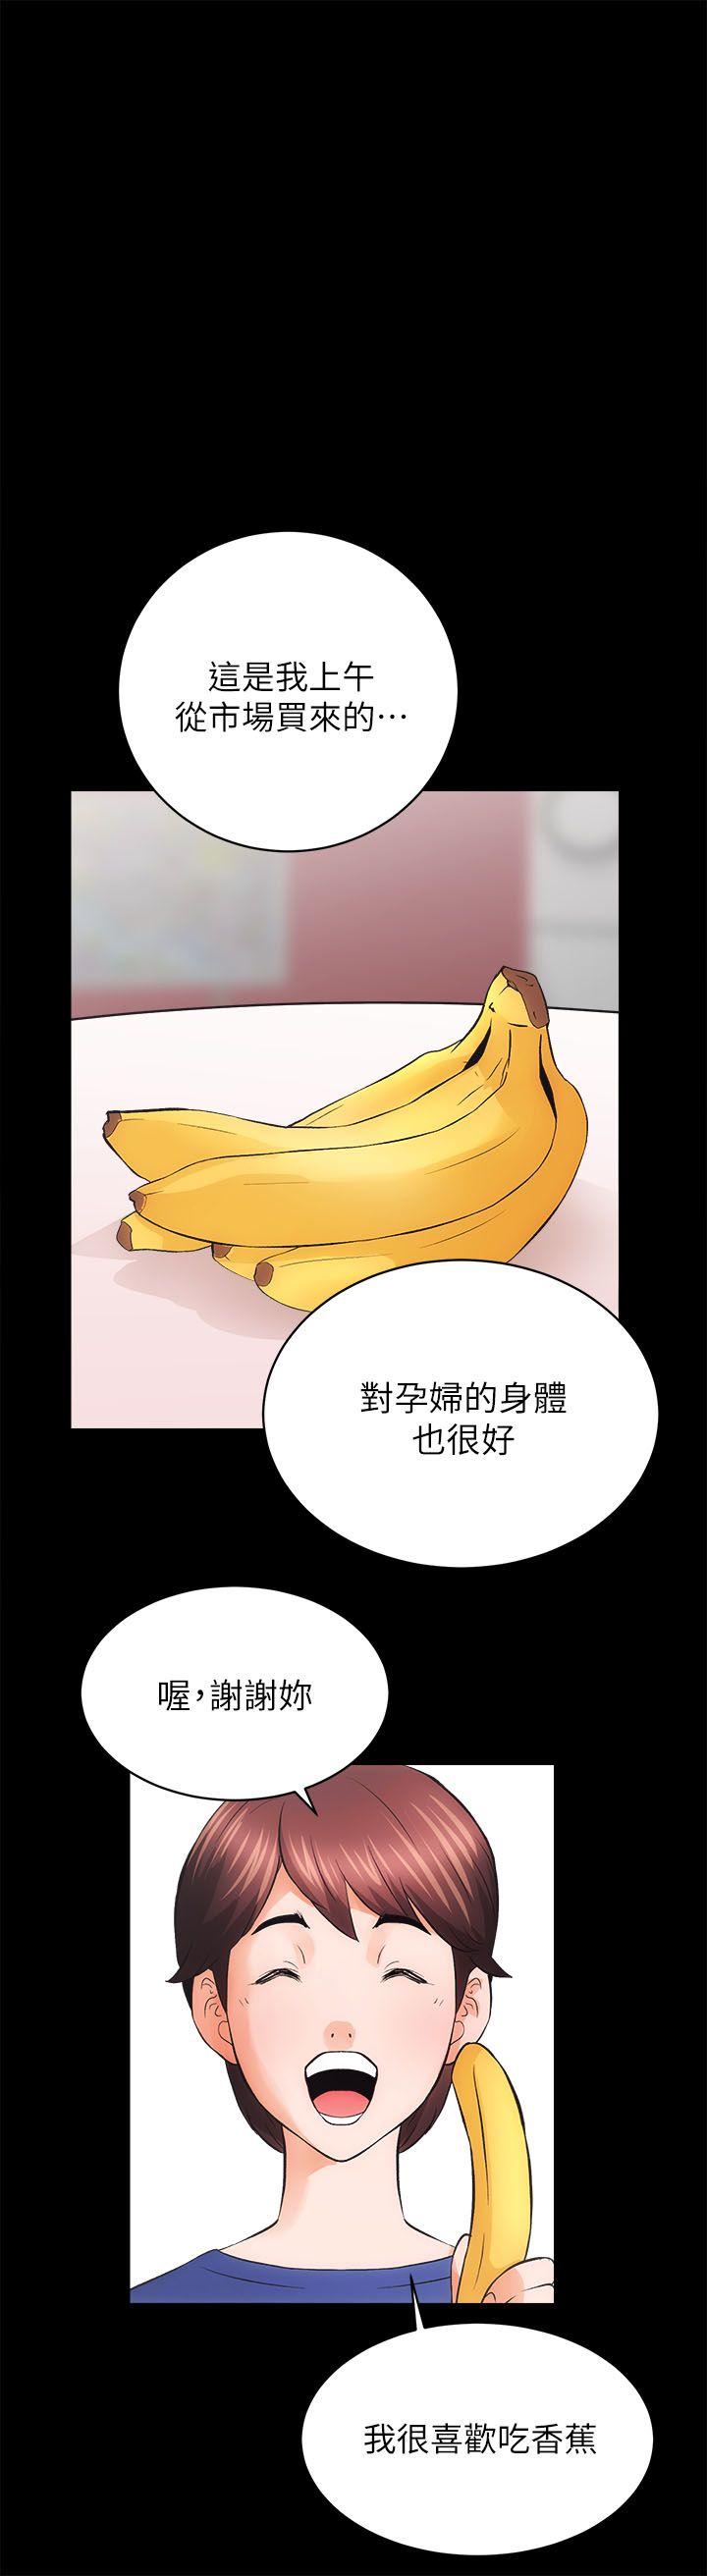 這是我上午
從市場買來的⋯
對孕婦的身體
也很好
喔，謝謝妳
我很喜歡吃香蕉